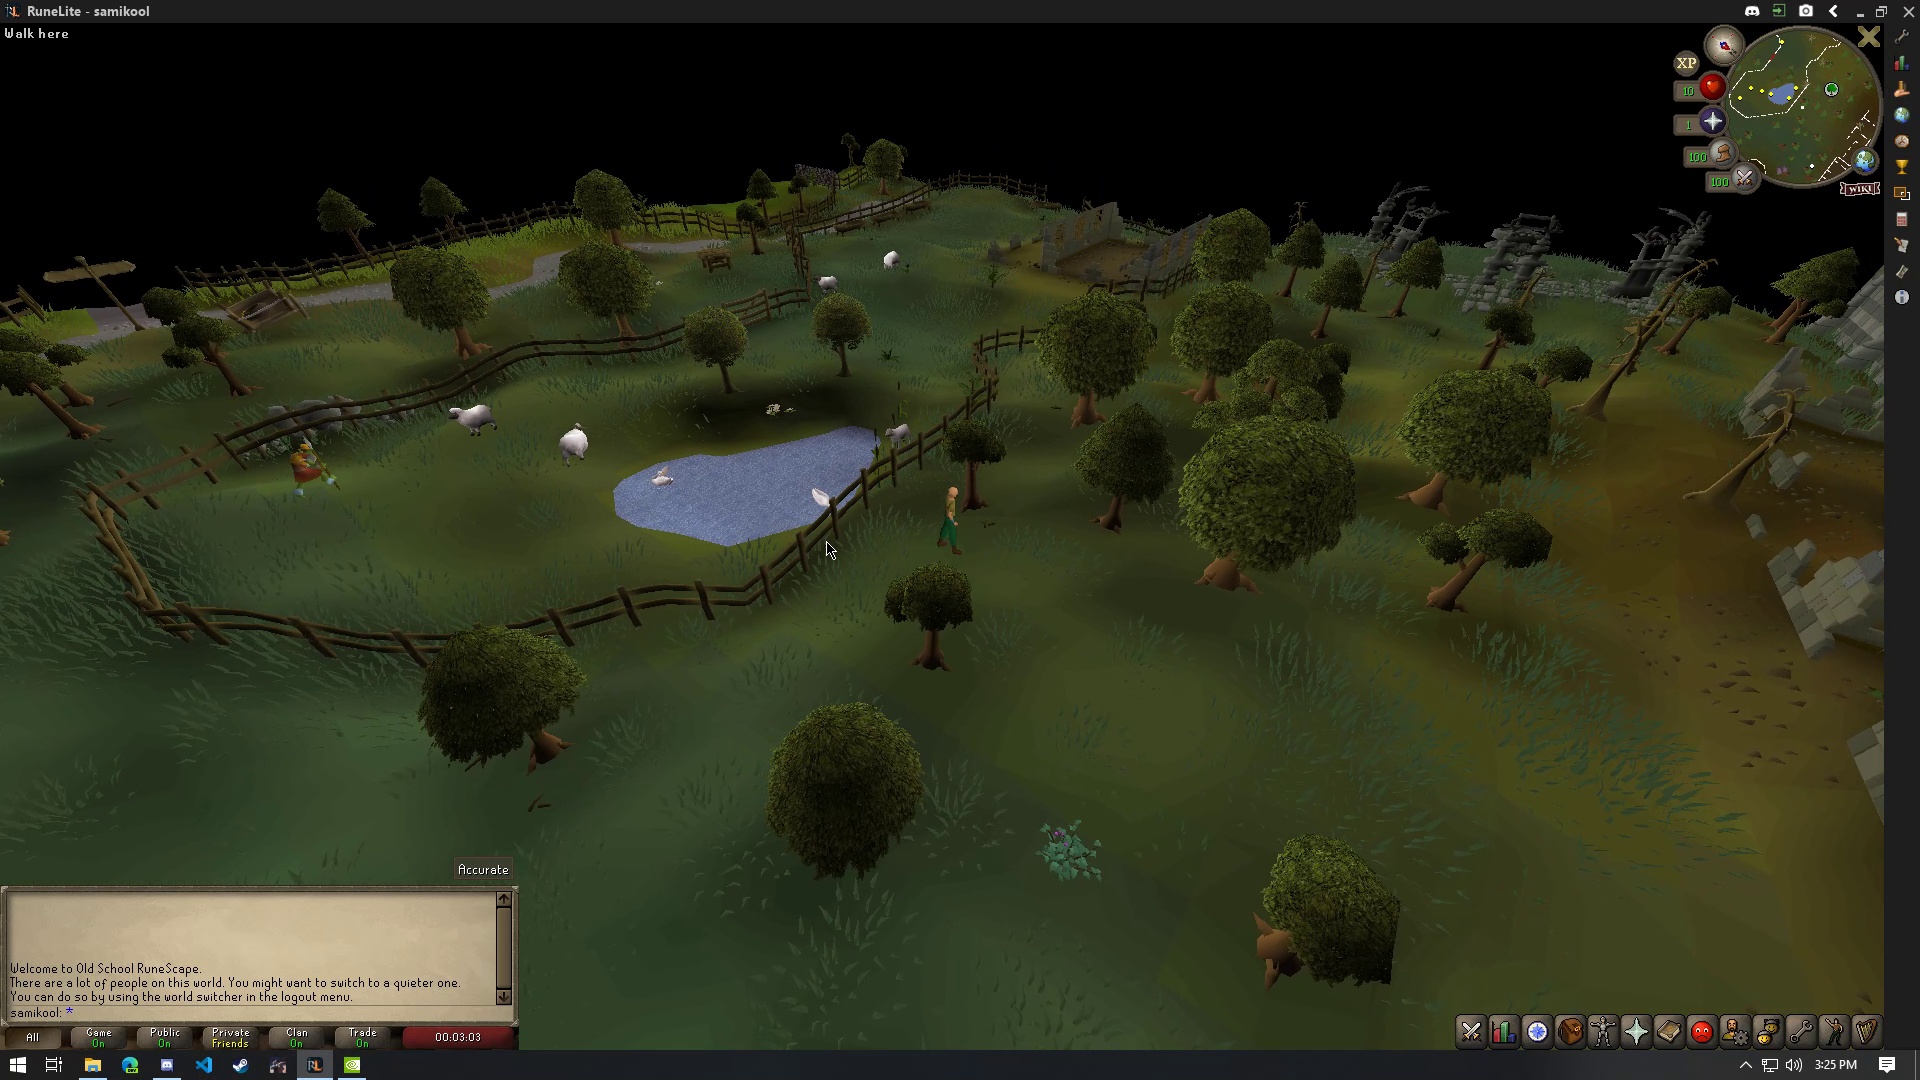 RuneLite - samikool
Walk here
XP
10
1
100
100
WIKI
Accurate
Welcome to Old School RuneScape.
There are a lot of people on this world. You might want to switch to a quieter one.
You can do so by using the world switcher in the logout menu.
samikool: *
All
Game
On
Public
On
Private
Friends
Clan
On
Trade
On
00:03:03
3:25 PM